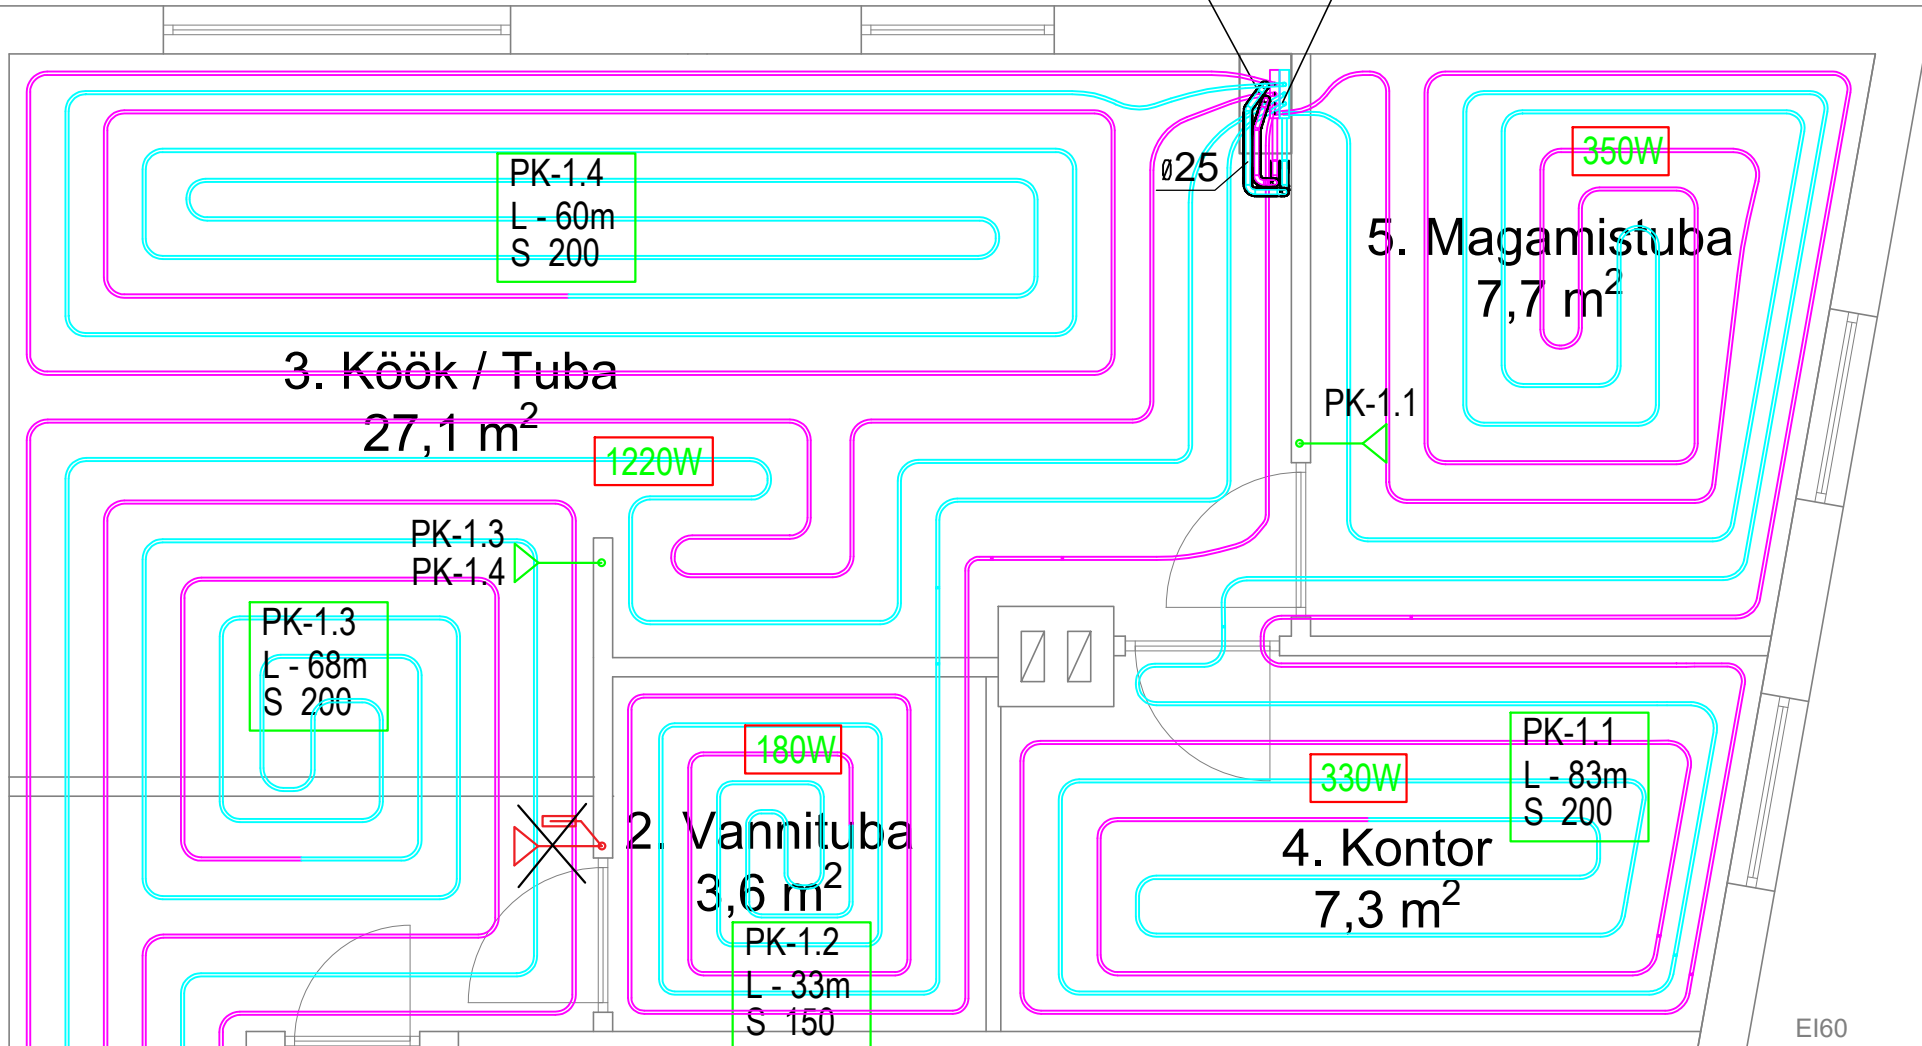 PK-1.4
L - 60m
S 200
ø25
350W
5. Magamistuba
7,7 m²
3. Köök / Tuba
27,1 m²
1220W
PK-1.1
PK-1.3
PK-1.4
PK-1.3
L - 68m
S 200
180W
2. Vannituba
3,6 m²
PK-1.2
L - 33m
S 150
330W
PK-1.1
L - 83m
S 200
4. Kontor
7,3 m²
EI60